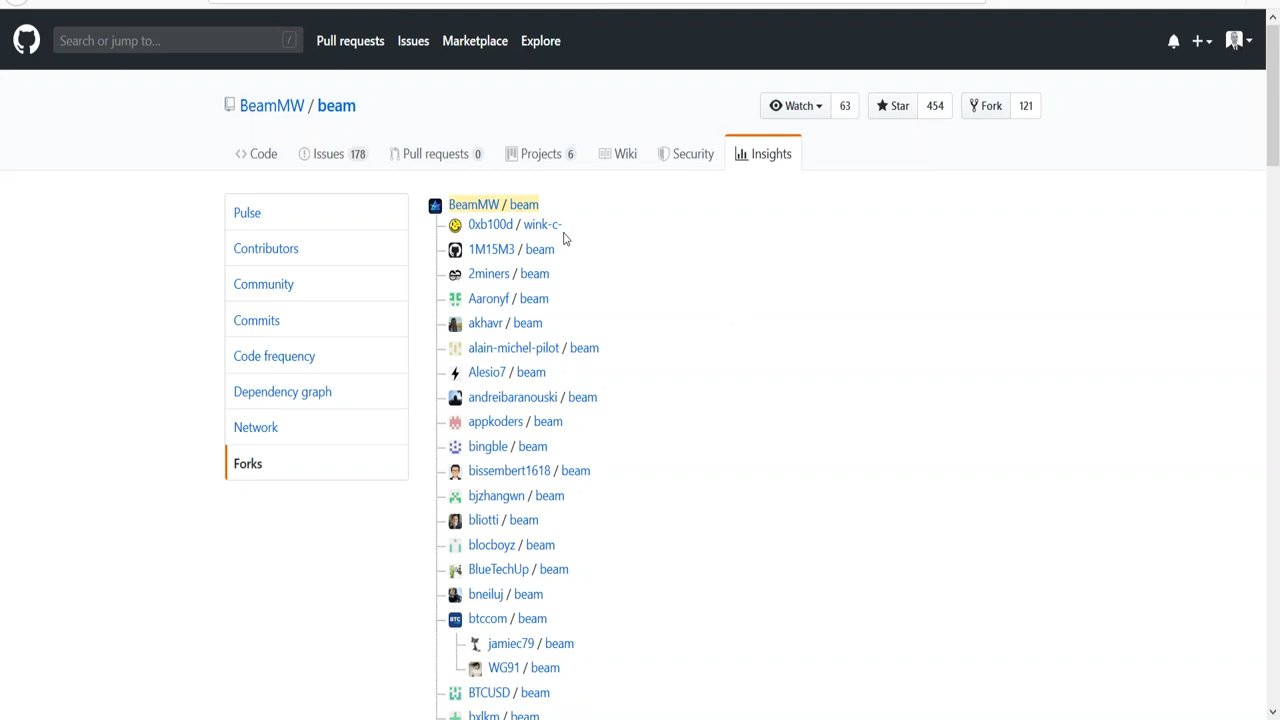 Search or jump to... / Pull requests Issues Marketplace Explore
BeamMW / beam Watch 63 Star 454 Fork 121
Code Issues 178 Pull requests 0 Projects 6 Wiki Security Insights
Pulse
Contributors
Community
Commits
Code frequency
Dependency graph
Network
Forks
BeamMW / beam
0xb100d / wink-c-
1M15M3 / beam
2miners / beam
Aaronyf / beam
akhavr / beam
alain-michel-pilot / beam
Alesio7 / beam
andreibaranouski / beam
appkoders / beam
bingble / beam
bissembert1618 / beam
bjzhangwn / beam
bliotti / beam
blocboyz / beam
BlueTechUp / beam
bneiluj / beam
BTC btccom / beam
jamiec79 / beam
WG91 / beam
BTCUSD / beam
bxlkm / beam